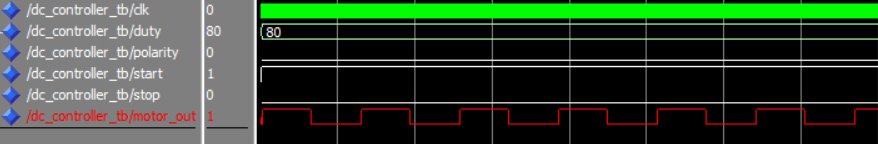 /dc_controller_tb/clk 0
/dc_controller_tb/duty 80 80
/dc_controller_tb/polarity 0
/dc_controller_tb/start 1
/dc_controller_tb/stop 0
/dc_controller_tb/motor_out 1